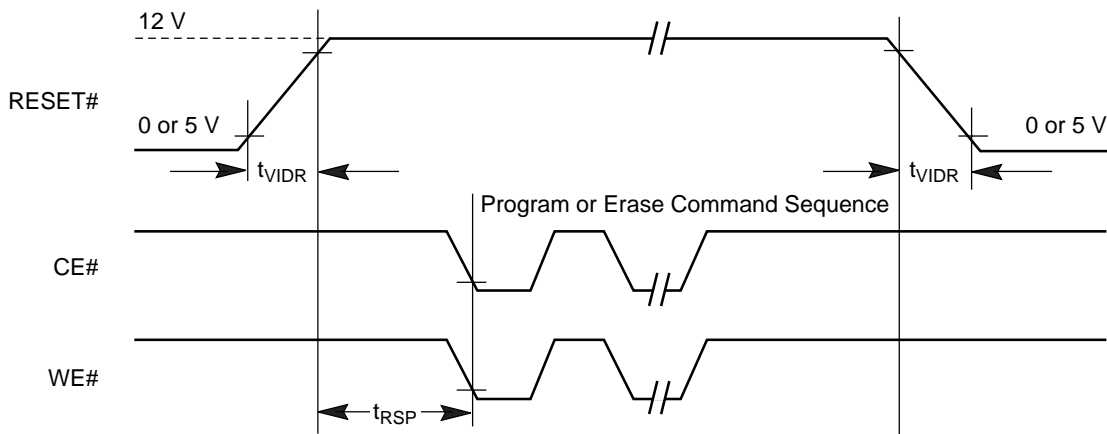 12 V
RESET#
0 or 5 V
0 or 5 V
tVIDR
tVIDR
Program or Erase Command Sequence
CE#
WE#
tRSP